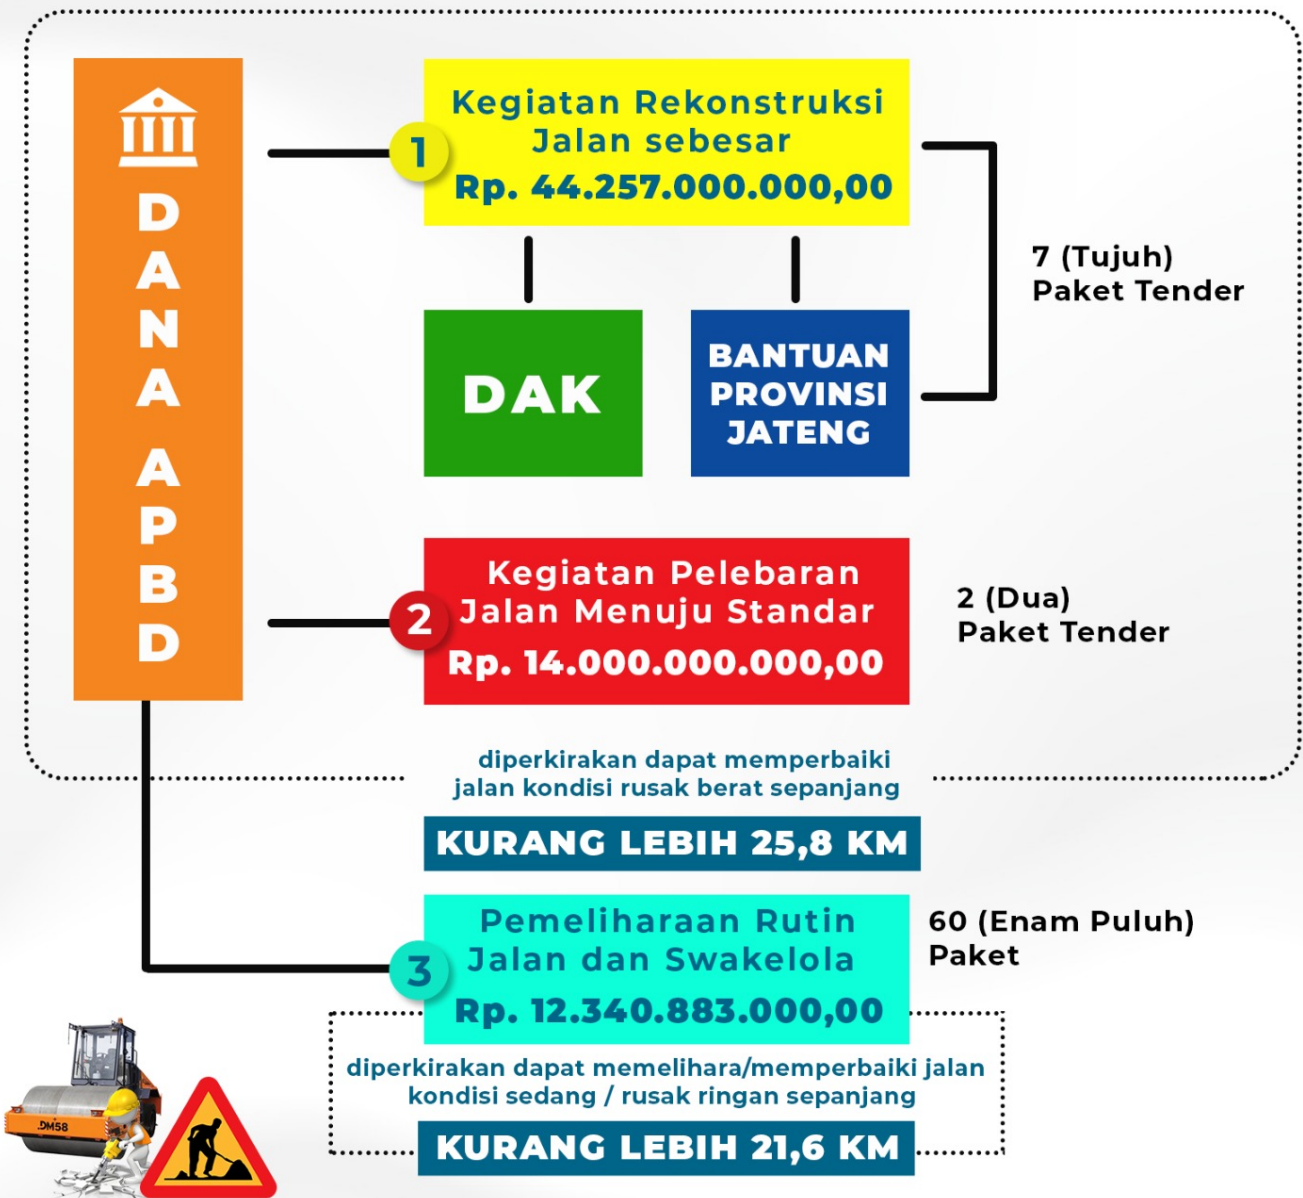 DANA APBD
1
Kegiatan Rekonstruksi
Jalan sebesar
Rp. 44.257.000.000,00
7 (Tujuh)
Paket Tender
DAK
BANTUAN
PROVINSI
JATENG
2
Kegiatan Pelebaran
Jalan Menuju Standar
Rp. 14.000.000.000,00
2 (Dua)
Paket Tender
diperkirakan dapat memperbaiki
jalan kondisi rusak berat sepanjang
KURANG LEBIH 25,8 KM
3
Pemeliharaan Rutin
Jalan dan Swakelola
Rp. 12.340.883.000,00
60 (Enam Puluh)
Paket
diperkirakan dapat memelihara/memperbaiki jalan
kondisi sedang / rusak ringan sepanjang
KURANG LEBIH 21,6 KM
DM58